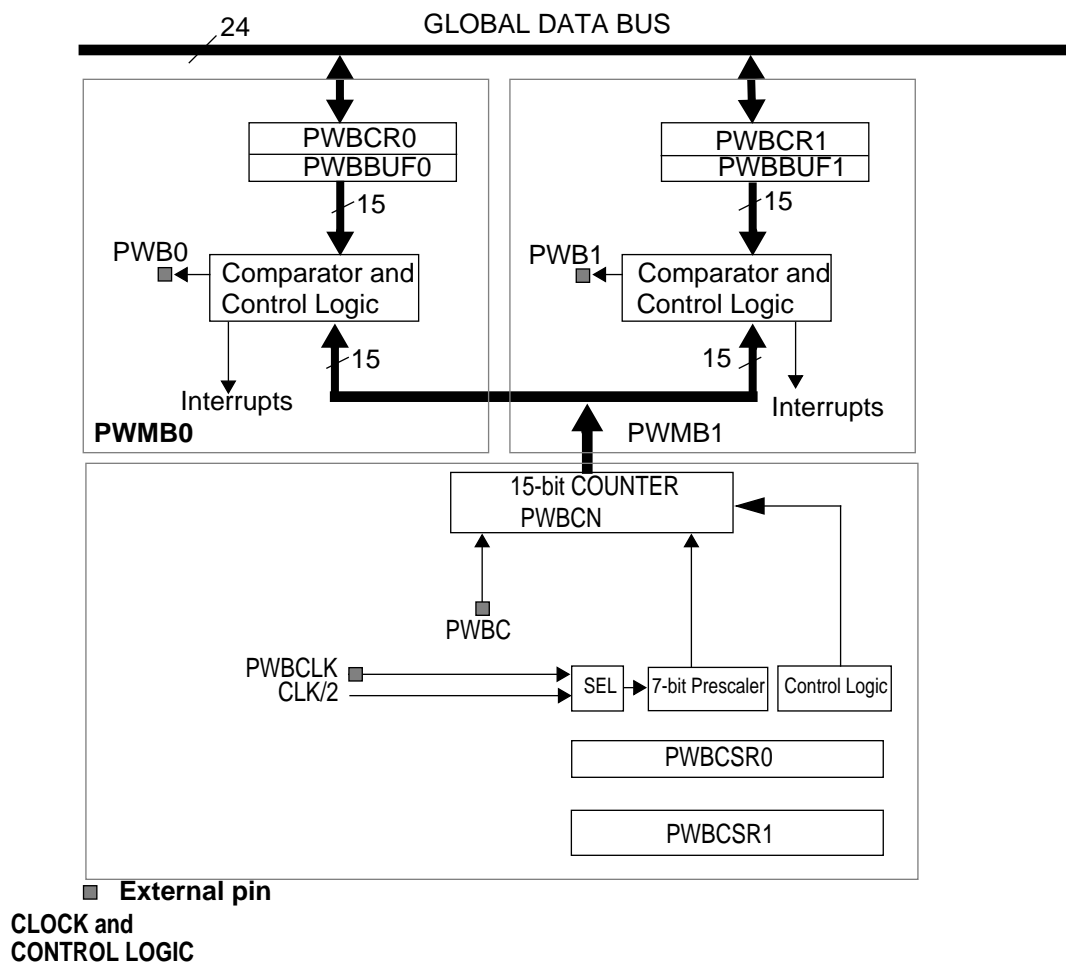 24
GLOBAL DATA BUS
PWBCR0
PWBBUF0
15
PWB0
Comparator and
Control Logic
15
Interrupts
PWMB0
PWBCR1
PWBBUF1
15
PWB1
Comparator and
Control Logic
15
Interrupts
PWMB1
15-bit COUNTER
PWBCN
PWBC
PWBCLK
CLK/2
SEL
7-bit Prescaler
Control Logic
PWBCSR0
PWBCSR1
External pin
CLOCK and
CONTROL LOGIC